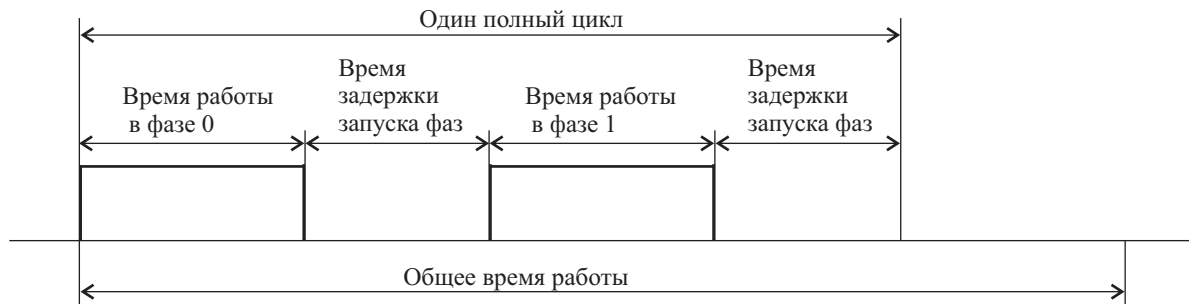 Один полный цикл
Время работы
в фазе 0
Время
задержки
запуска фаз
Время работы
в фазе 1
Время
задержки
запуска фаз
Общее время работы